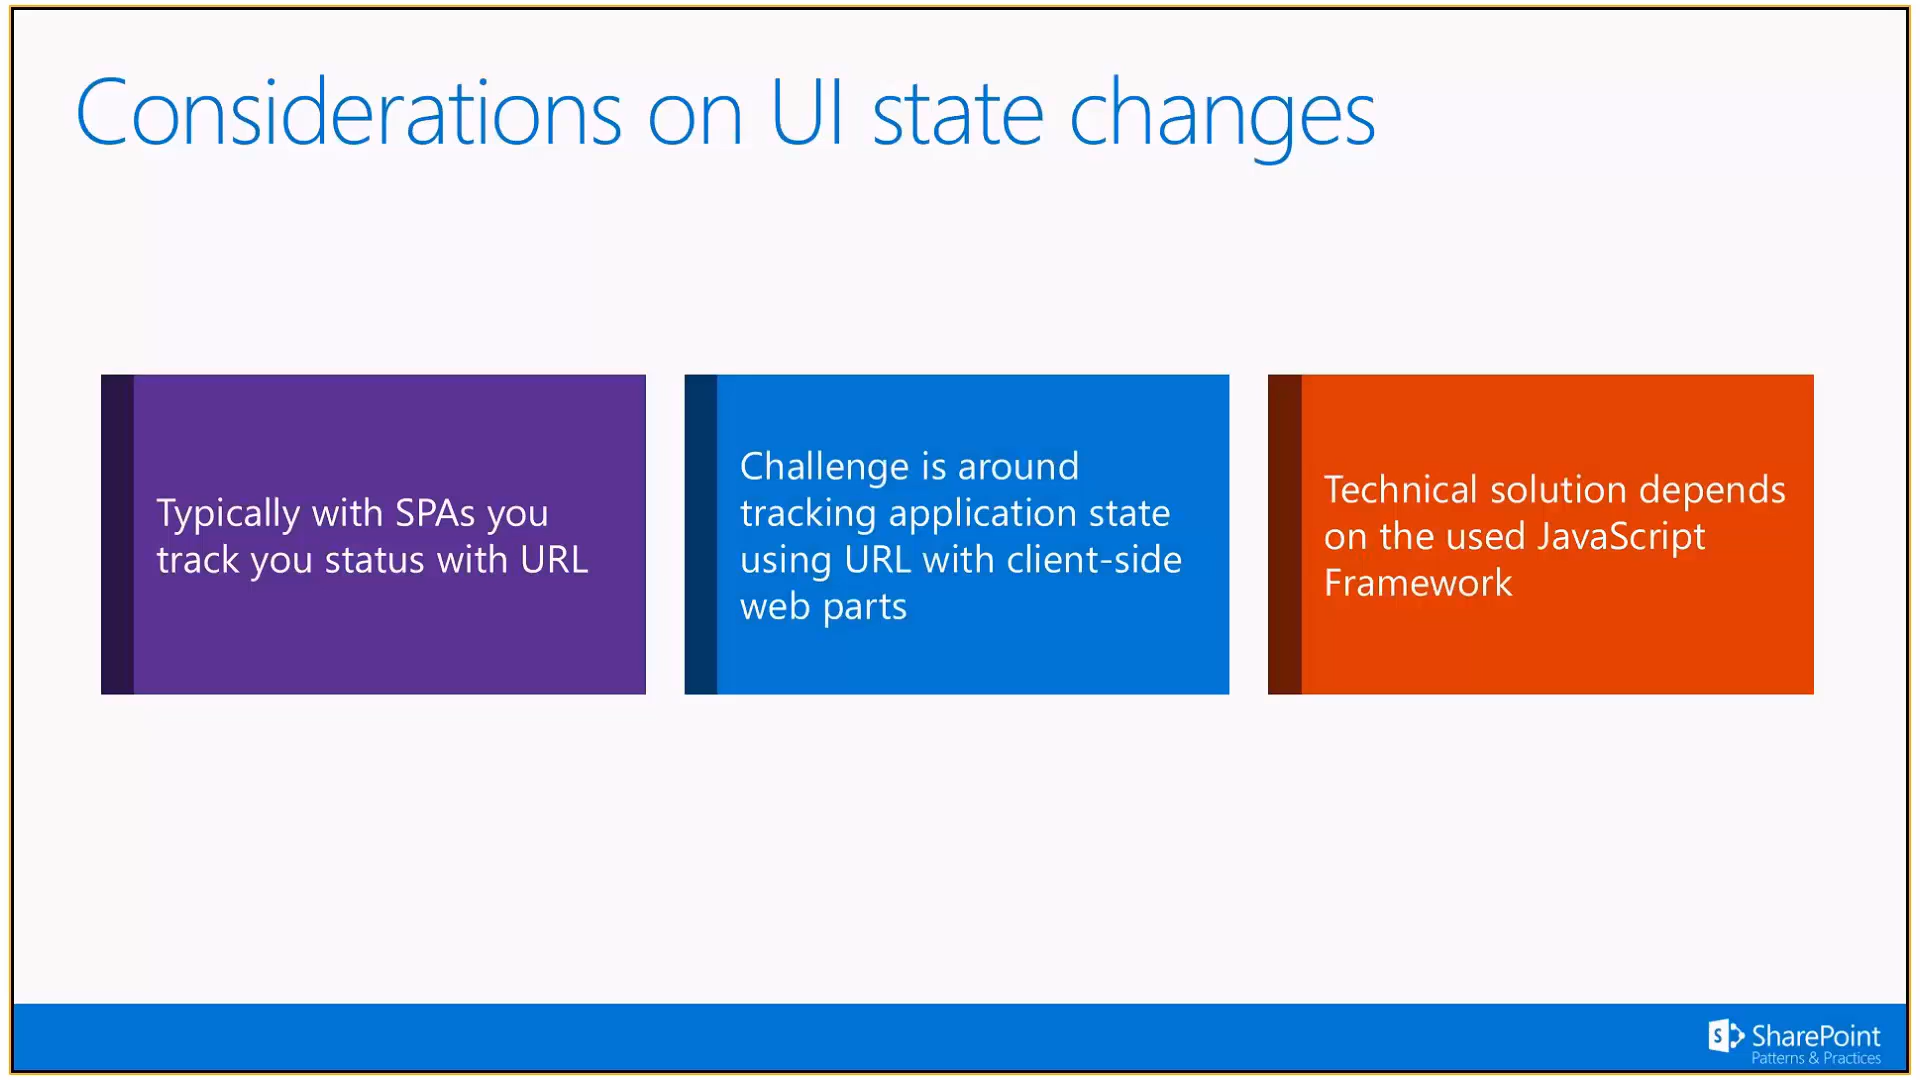 Considerations on UI state changes
Typically with SPAs you
track you status with URL
Challenge is around
tracking application state
using URL with client-side
web parts
Technical solution depends
on the used JavaScript
Framework
S
SharePoint
Patterns & Practices